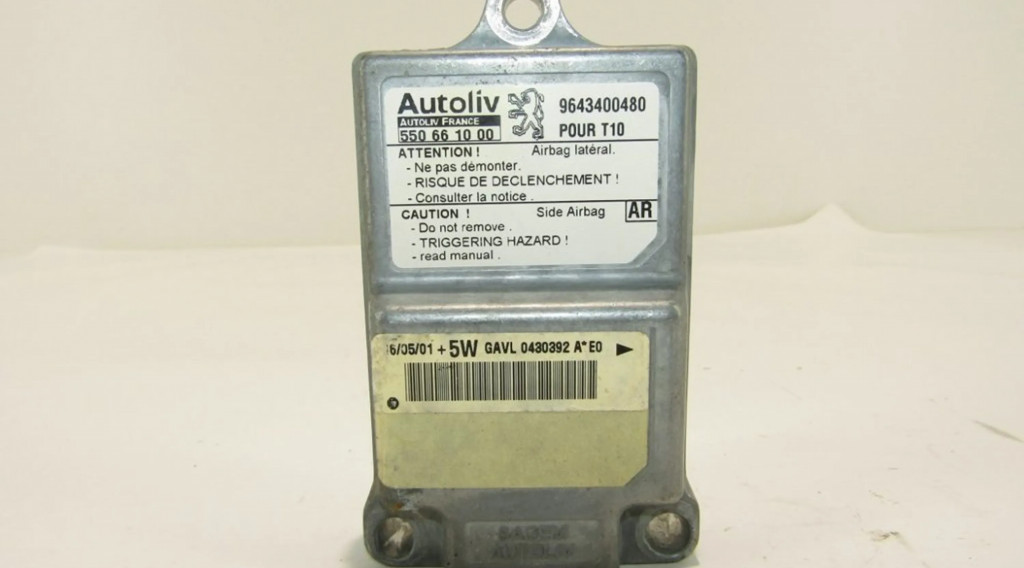 Autoliv
AUTOLIV FRANCE
550 66 10 00
9643400480
POUR T10
ATTENTION ! Airbag latéral.
- Ne pas démonter.
- RISQUE DE DECLENCHEMENT !
- Consulter la notice .
CAUTION ! Side Airbag AR
- Do not remove .
- TRIGGERING HAZARD !
- read manual .
6/05/01 + 5W GAVL 0430392 A*E0
AUTOLIV